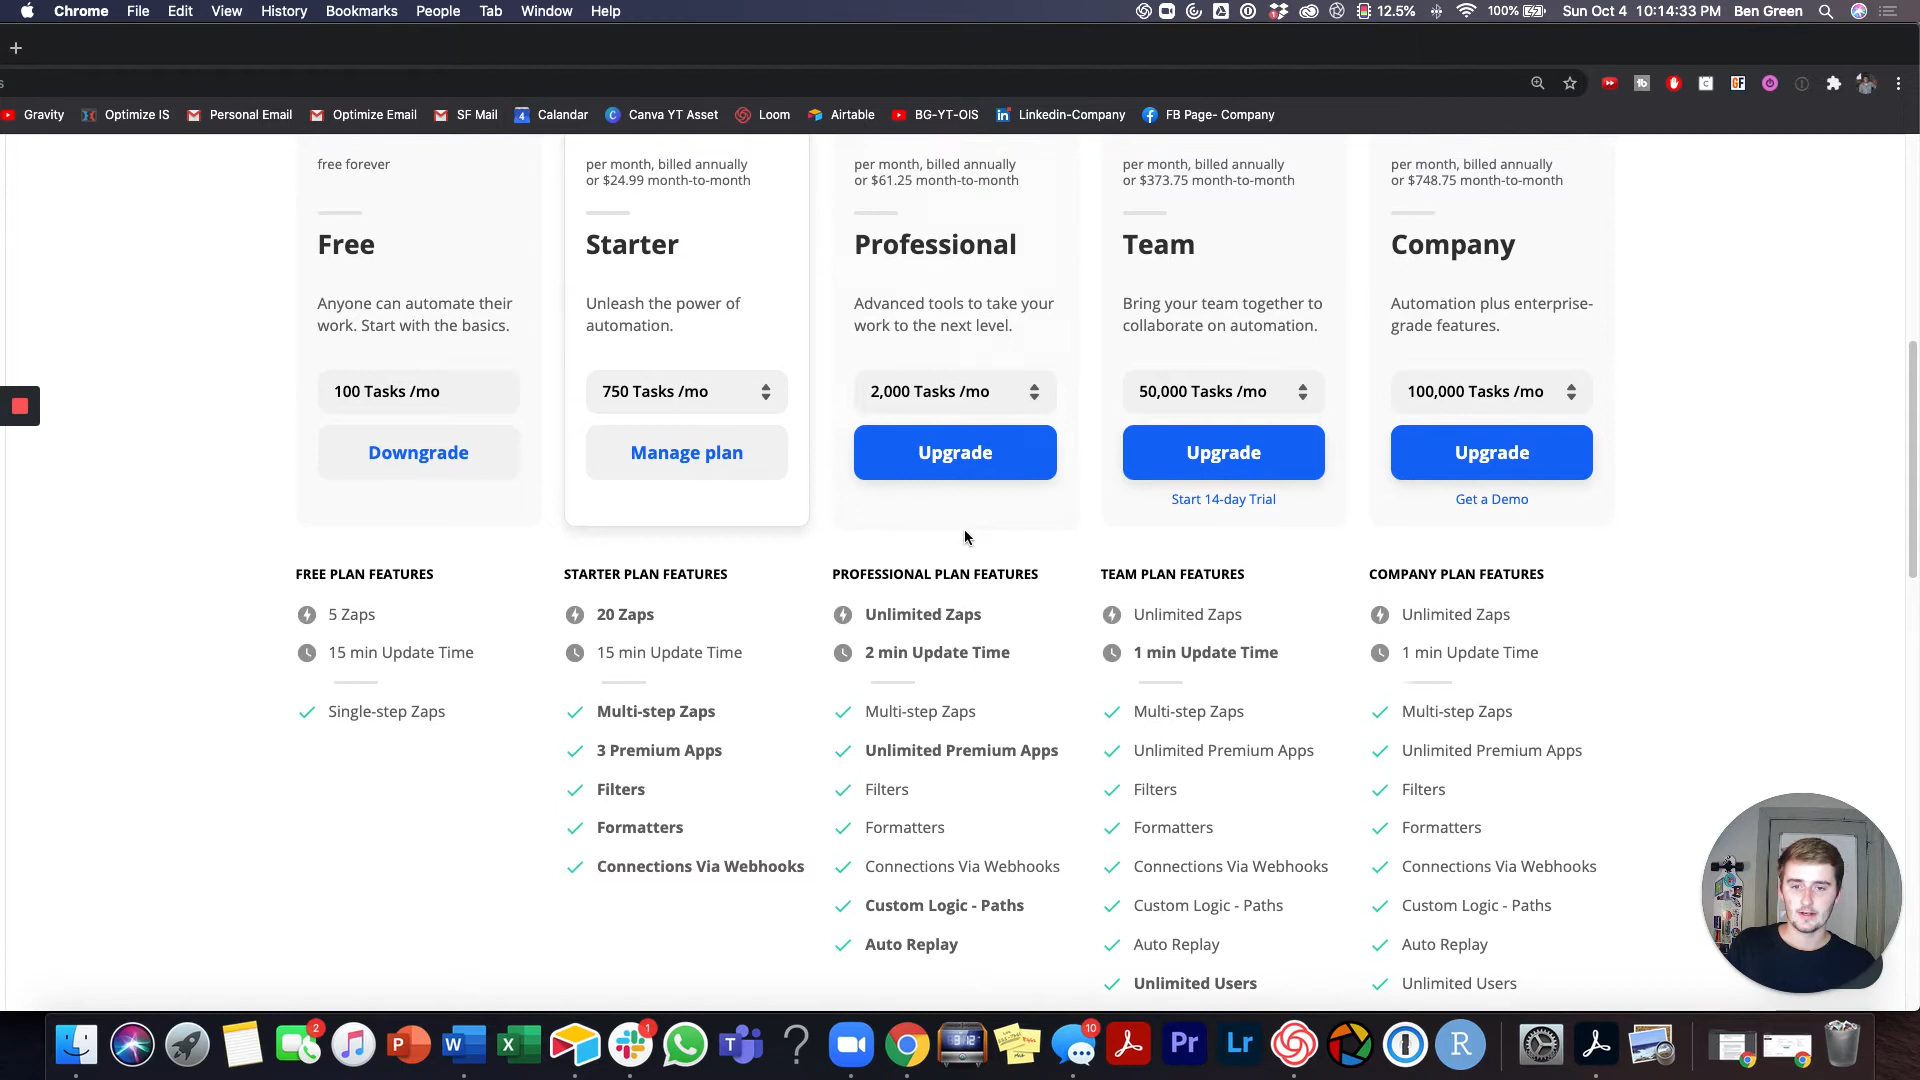 Chrome File Edit View History Bookmarks People Tab Window Help
12.5% 100% Sun Oct 4 10:14:33 PM Ben Green
Gravity Optimize IS Personal Email Optimize Email SF Mail Calandar Canva YT Asset Loom Airtable BG-YT-OIS Linkedin-Company FB Page- Company
free forever
per month, billed annually
or $24.99 month-to-month
per month, billed annually
or $61.25 month-to-month
per month, billed annually
or $373.75 month-to-month
per month, billed annually
or $748.75 month-to-month
Free
Starter
Professional
Team
Company
Anyone can automate their
work. Start with the basics.
Unleash the power of
automation.
Advanced tools to take your
work to the next level.
Bring your team together to
collaborate on automation.
Automation plus enterprise-
grade features.
100 Tasks /mo
750 Tasks /mo
2,000 Tasks /mo
50,000 Tasks /mo
100,000 Tasks /mo
Downgrade
Manage plan
Upgrade
Upgrade
Upgrade
Start 14-day Trial
Get a Demo
FREE PLAN FEATURES
5 Zaps
15 min Update Time
Single-step Zaps
STARTER PLAN FEATURES
20 Zaps
15 min Update Time
Multi-step Zaps
3 Premium Apps
Filters
Formatters
Connections Via Webhooks
PROFESSIONAL PLAN FEATURES
Unlimited Zaps
2 min Update Time
Multi-step Zaps
Unlimited Premium Apps
Filters
Formatters
Connections Via Webhooks
Custom Logic - Paths
Auto Replay
TEAM PLAN FEATURES
Unlimited Zaps
1 min Update Time
Multi-step Zaps
Unlimited Premium Apps
Filters
Formatters
Connections Via Webhooks
Custom Logic - Paths
Auto Replay
Unlimited Users
COMPANY PLAN FEATURES
Unlimited Zaps
1 min Update Time
Multi-step Zaps
Unlimited Premium Apps
Filters
Formatters
Connections Via Webhooks
Custom Logic - Paths
Auto Replay
Unlimited Users